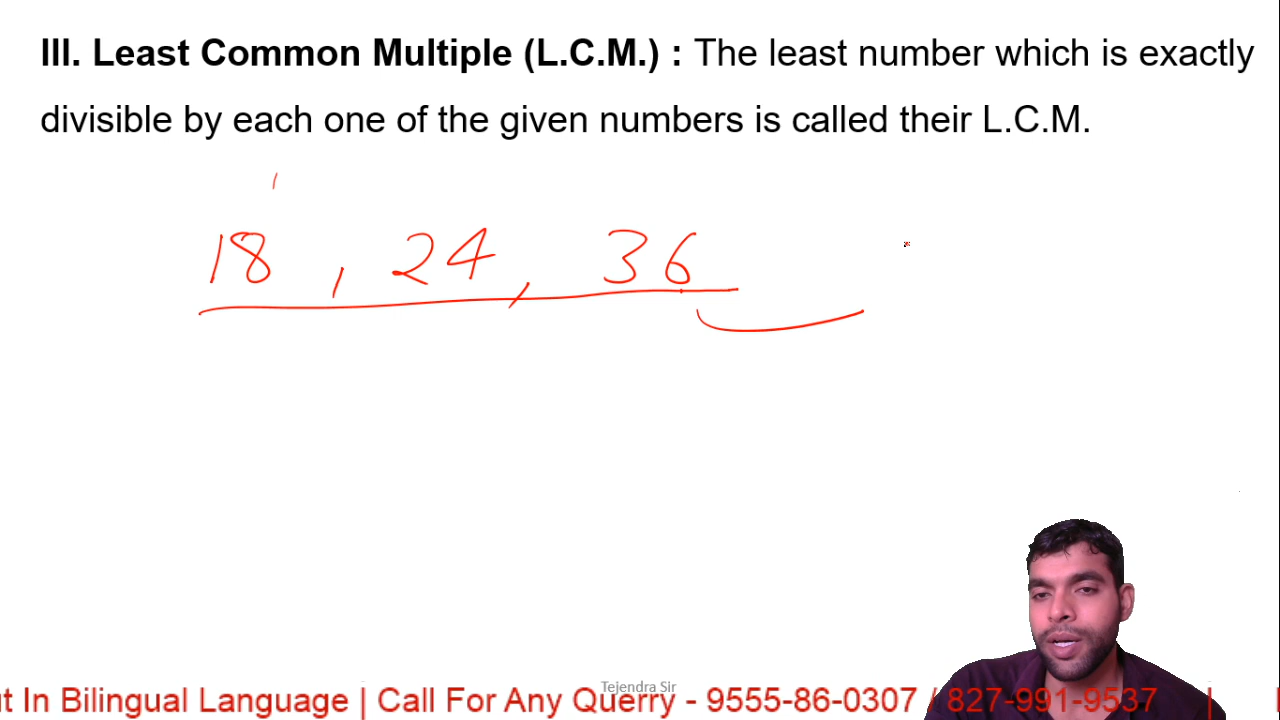 III. Least Common Multiple (L.C.M.) : The least number which is exactly
divisible by each one of the given numbers is called their L.C.M.
18 , 24 , 36
Tejendra Sir
In Bilingual Language | Call For Any Querry - 9555-86-0307 / 827-991-9537 |